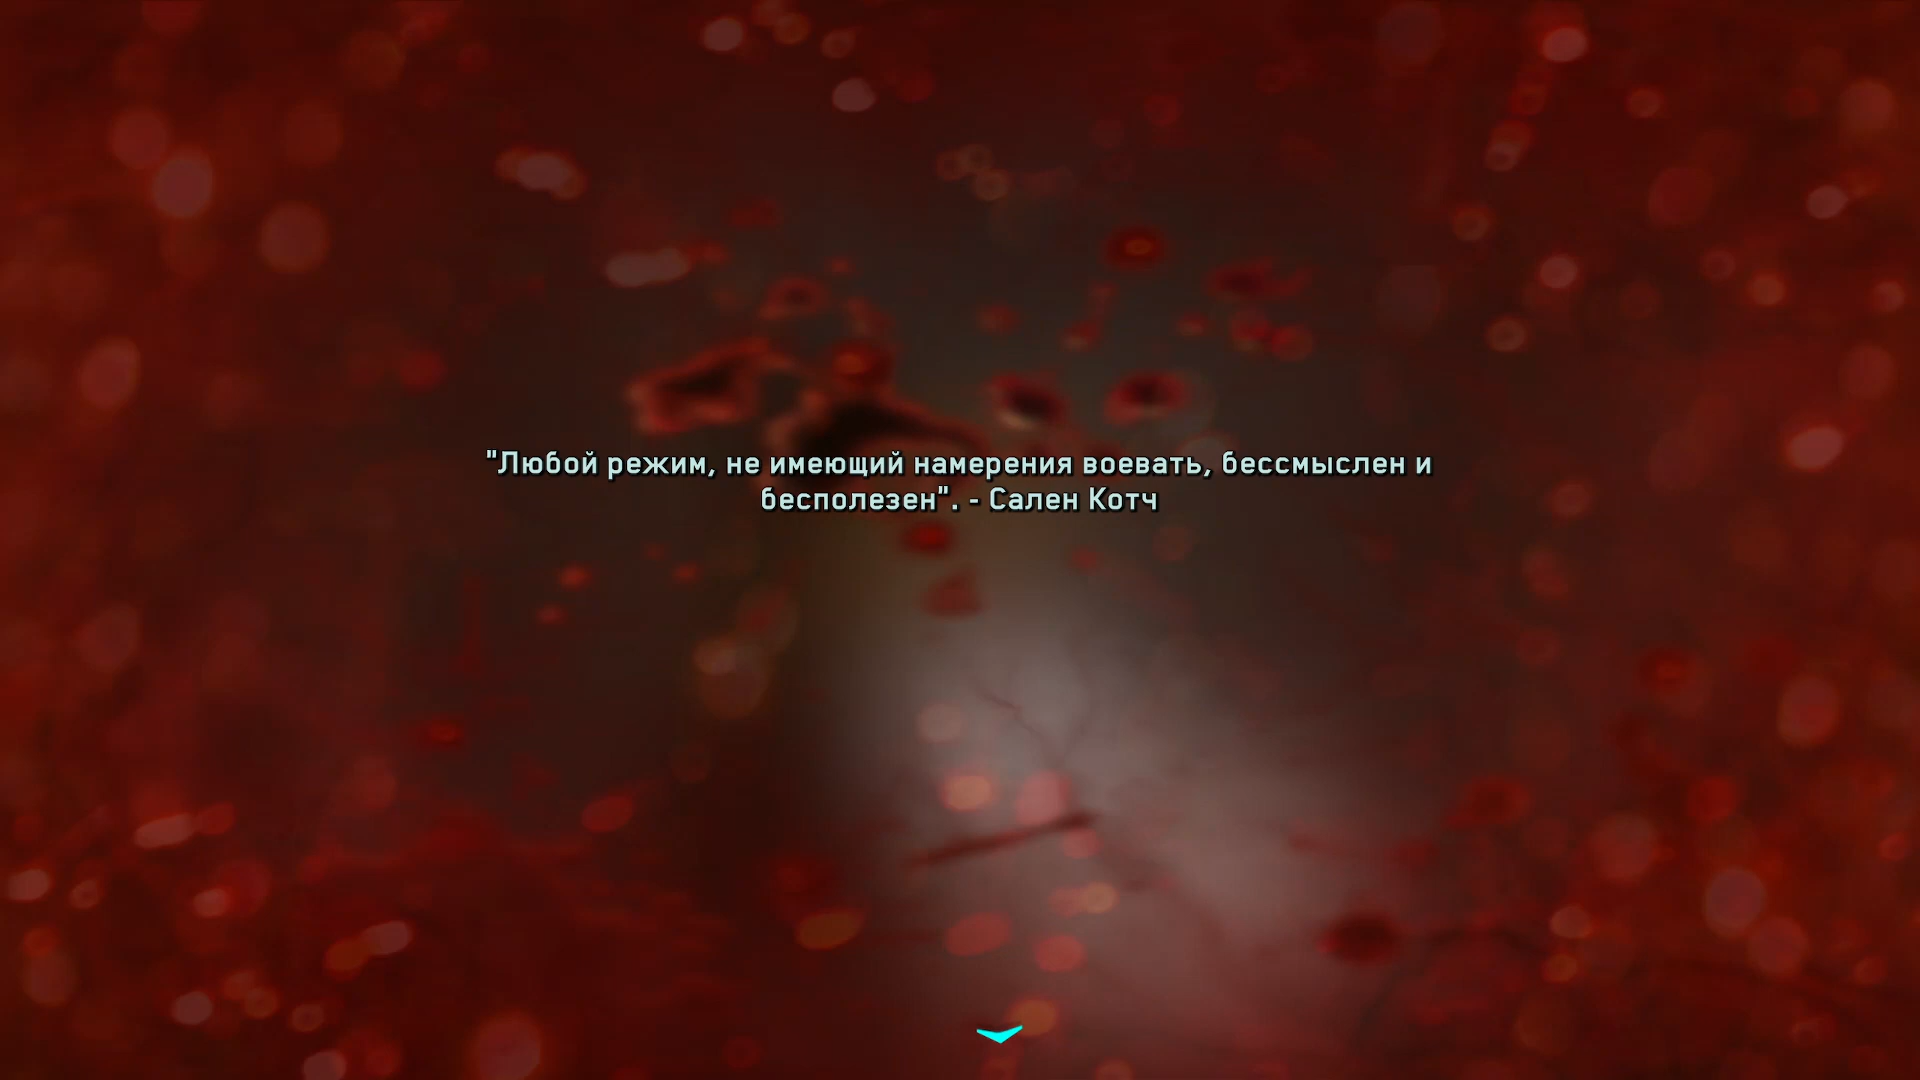 "Любой режим, не имеющий намерения воевать, бессмыслен и
бесполезен". - Сален Котч